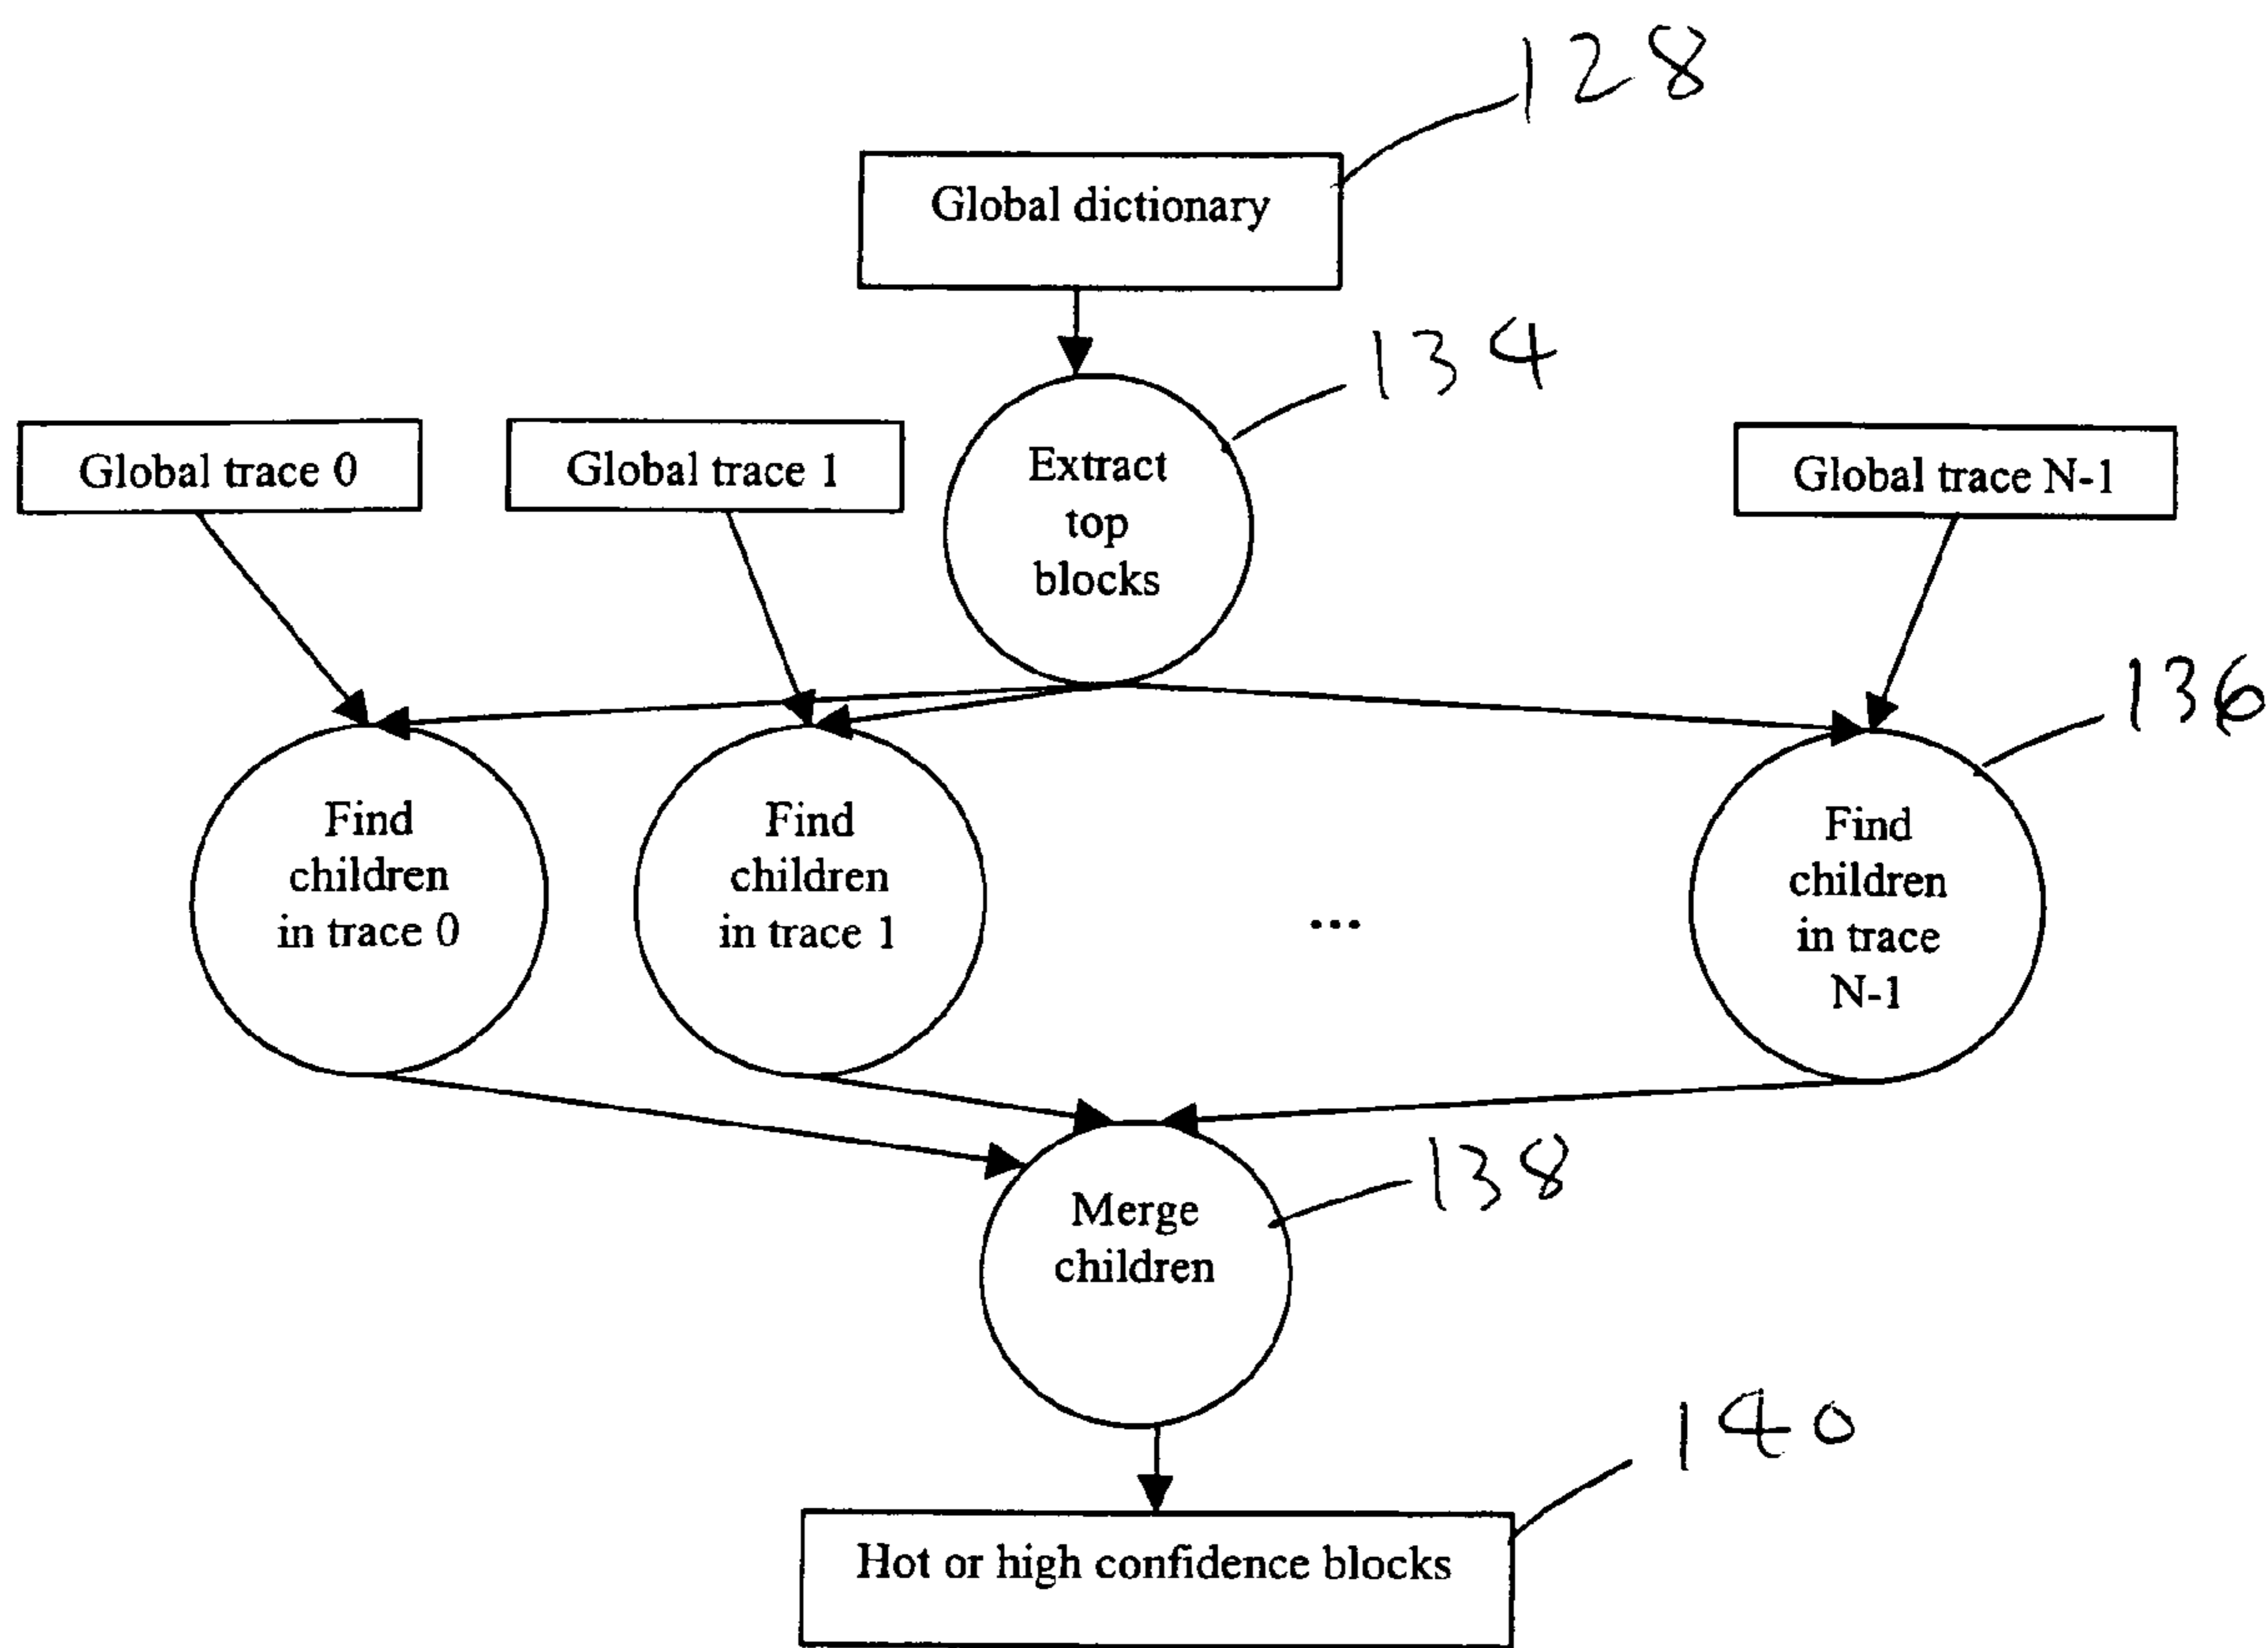 128
Global dictionary
134
Global trace 0
Global trace 1
Extract
top
blocks
Global trace N-1
136
Find
children
in trace 0
Find
children
in trace 1
...
Find
children
in trace
N-1
138
Merge
children
140
Hot or high confidence blocks